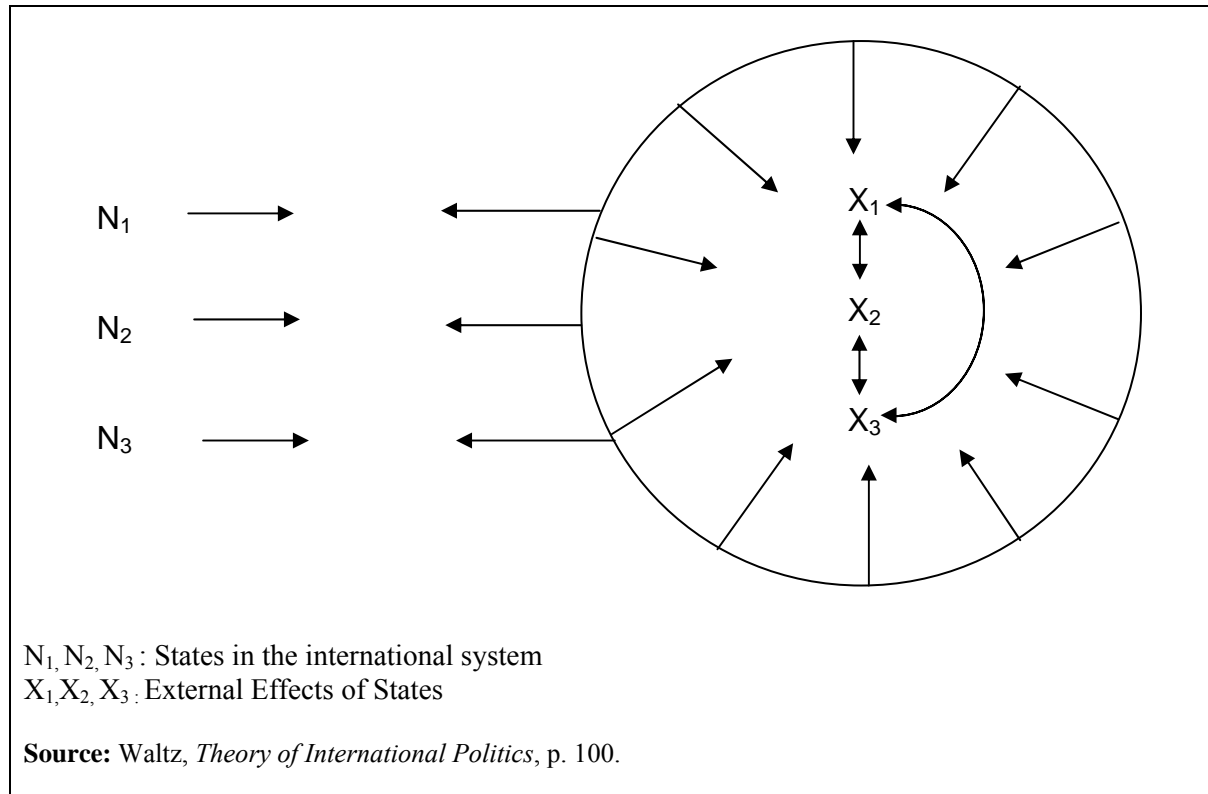 N₁ X₁
N₂ X₂
N₃ X₃
N₁, N₂, N₃ : States in the international system
X₁,X₂, X₃ : External Effects of States
Source: Waltz, Theory of International Politics, p. 100.